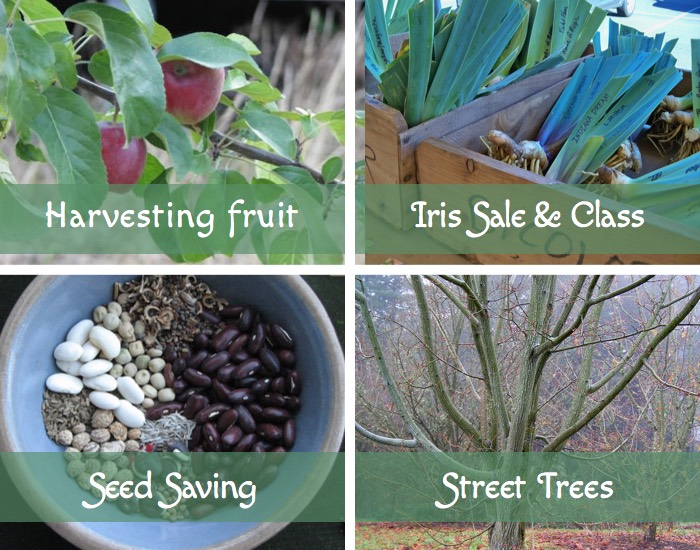 Harvesting fruit
Iris Sale & Class
Seed Saving
Street Trees